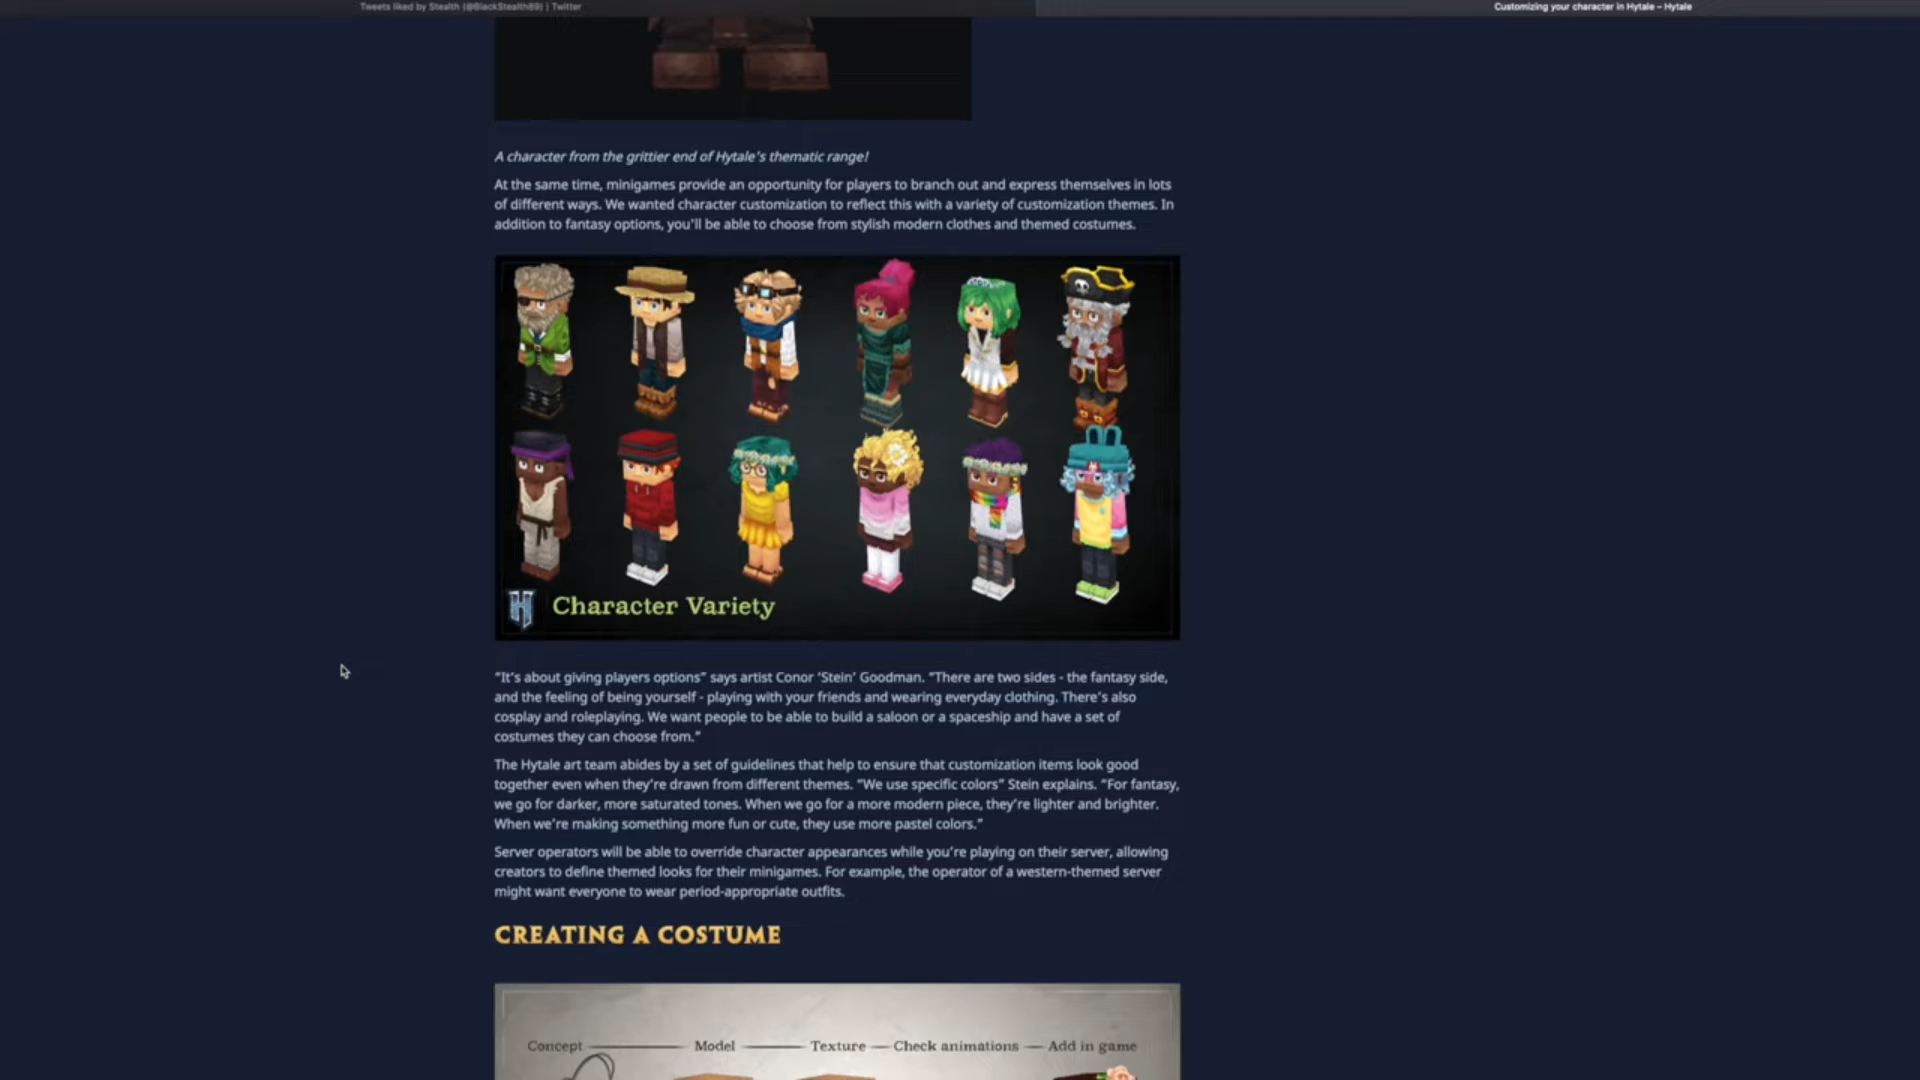 Tweets liked by Stealth (@BlackStealth89) | Twitter
Customizing your character in Hytale – Hytale
A character from the grittier end of Hytale's thematic range!
At the same time, minigames provide an opportunity for players to branch out and express themselves in lots
of different ways. We wanted character customization to reflect this with a variety of customization themes. In
addition to fantasy options, you'll be able to choose from stylish modern clothes and themed costumes.
Character Variety
"It's about giving players options" says artist Conor 'Stein' Goodman. "There are two sides - the fantasy side,
and the feeling of being yourself - playing with your friends and wearing everyday clothing. There's also
cosplay and roleplaying. We want people to be able to build a saloon or a spaceship and have a set of
costumes they can choose from."
The Hytale art team abides by a set of guidelines that help to ensure that customization items look good
together even when they're drawn from different themes. "We use specific colors" Stein explains. "For fantasy,
we go for darker, more saturated tones. When we go for a more modern piece, they're lighter and brighter.
When we're making something more fun or cute, they use more pastel colors."
Server operators will be able to override character appearances while you're playing on their server, allowing
creators to define themed looks for their minigames. For example, the operator of a western-themed server
might want everyone to wear period-appropriate outfits.
CREATING A COSTUME
Concept Model Texture Check animations Add in game